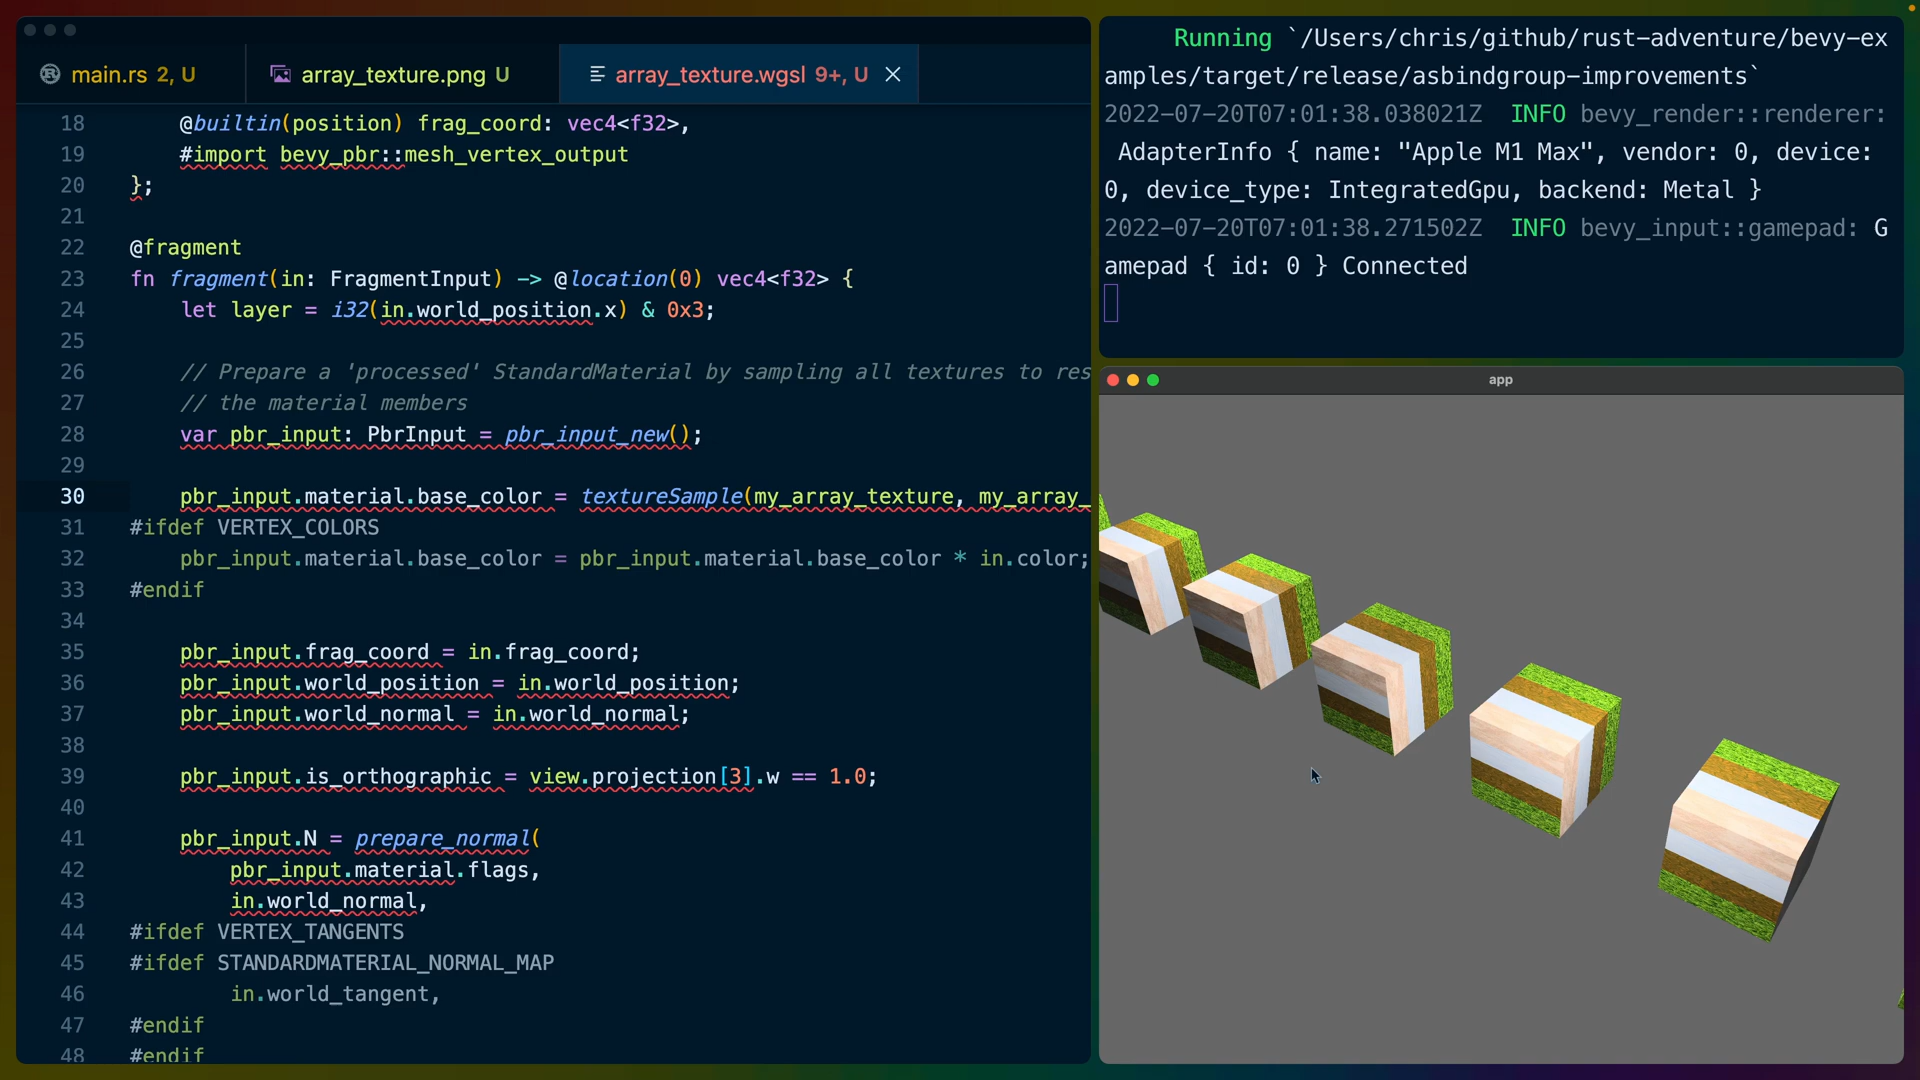 main.rs 2, U
array_texture.png U
array_texture.wgsl 9+, U
18 @builtin(position) frag_coord: vec4<f32>,
19 #import bevy_pbr::mesh_vertex_output
20 };
21
22 @fragment
23 fn fragment(in: FragmentInput) -> @location(0) vec4<f32> {
24 let layer = i32(in.world_position.x) & 0x3;
25
26 // Prepare a 'processed' StandardMaterial by sampling all textures to res
27 // the material members
28 var pbr_input: PbrInput = pbr_input_new();
29
30 pbr_input.material.base_color = textureSample(my_array_texture, my_array_
31 #ifdef VERTEX_COLORS
32 pbr_input.material.base_color = pbr_input.material.base_color * in.color;
33 #endif
34
35 pbr_input.frag_coord = in.frag_coord;
36 pbr_input.world_position = in.world_position;
37 pbr_input.world_normal = in.world_normal;
38
39 pbr_input.is_orthographic = view.projection[3].w == 1.0;
40
41 pbr_input.N = prepare_normal(
42 pbr_input.material.flags,
43 in.world_normal,
44 #ifdef VERTEX_TANGENTS
45 #ifdef STANDARDMATERIAL_NORMAL_MAP
46 in.world_tangent,
47 #endif
48 #endif
Running `/Users/chris/github/rust-adventure/bevy-ex
amples/target/release/asbindgroup-improvements`
2022-07-20T07:01:38.038021Z INFO bevy_render::renderer:
AdapterInfo { name: "Apple M1 Max", vendor: 0, device:
0, device_type: IntegratedGpu, backend: Metal }
2022-07-20T07:01:38.271502Z INFO bevy_input::gamepad: G
amepad { id: 0 } Connected
app